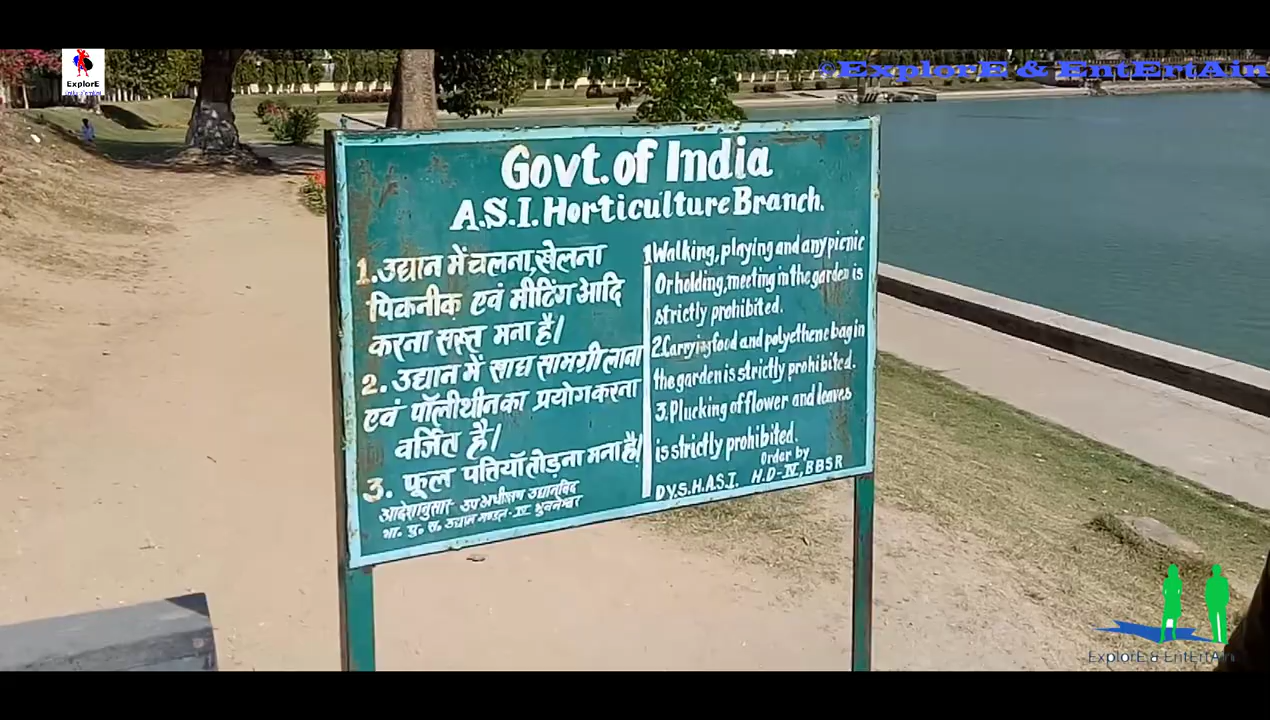 ExplorE
©ExplorE & EntErtAin
Govt. of India
A.S.I. Horticulture Branch.
1. उद्यान में चलना, खेलना
पिकनीक एवं मीटिंग आदि
करना सख्त मना है।
2. उद्यान में खाद्य सामग्री लाना
एवं पॉलीथीन का प्रयोग करना
वर्जित है।
3. फूल पतियाँ तोड़ना मना है।
आदेशानुसार उप अधीक्षण उद्यानविद
भा. पु. स. उद्यान मण्डल-IV भुवनेश्वर
1 Walking, playing and any picnic
Or holding, meeting in the garden is
strictly prohibited.
2. Carrying food and polyethene bag in
the garden is strictly prohibited.
3. Plucking of flower and leaves
is strictly prohibited.
Order by
DY.S.H.A.S.I. H.D-IV, BBSR
ExplorE & EntErtAin